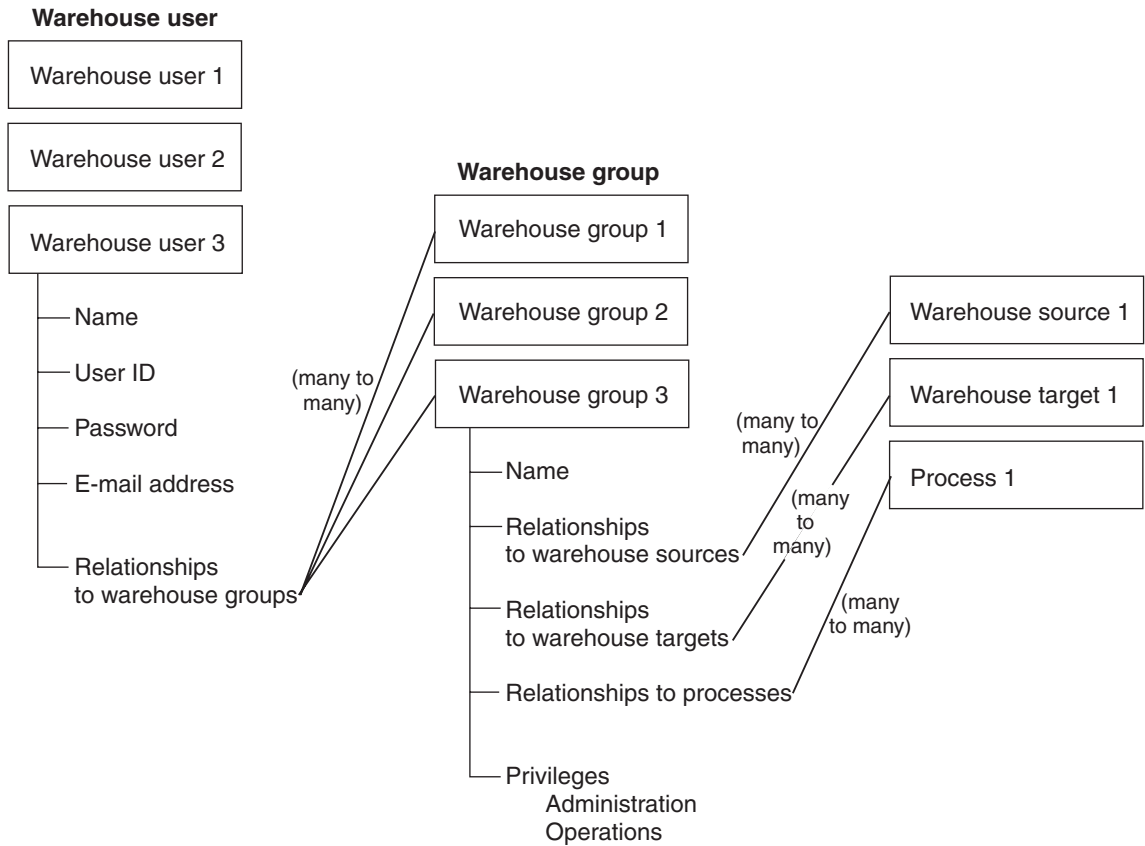 Warehouse user
Warehouse user 1
Warehouse user 2
Warehouse user 3
Name
User ID
Password
E-mail address
Relationships
to warehouse groups
(many to
many)
Warehouse group
Warehouse group 1
Warehouse group 2
Warehouse group 3
Name
Relationships
to warehouse sources
Relationships
to warehouse targets
Relationships to processes
Privileges
Administration
Operations
(many to
many)
(many
to
many)
(many
to many)
Warehouse source 1
Warehouse target 1
Process 1